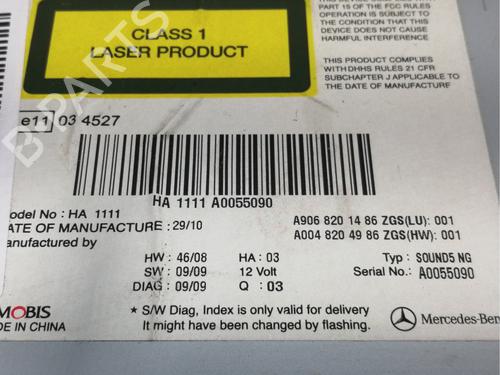 PART 15 OF THE FCC RULES
OPERATION IS SUBJECT TO
THE CONDITION THAT THIS
DEVICE DOES NOT CAUSE
HARMFUL INTERFERENCE
CLASS 1
LASER PRODUCT
THIS PRODUCT COMPLIES
WITH DHHS RULES 21 CFR
SUBCHAPTER J APPLICABLE TO
THE DATE OF MANUFACTURE
e11 03 4527
B-PARTS
HA 1111 A0055090
Model No : HA 1111
DATE OF MANUFACTURE : 29/10
Manufactured by
A906 820 14 86 ZGS(LU): 001
A004 820 49 86 ZGS(HW): 001
HW : 46/08 HA : 03
Typ : SOUND5 NG
SW : 09/09 12 Volt
Serial No.: A0055090
DIAG : 09/09 Q : 03
MOBIS
MADE IN CHINA
* S/W Diag, Index is only valid for delivery
It might have been changed by flashing.
Mercedes-Ben